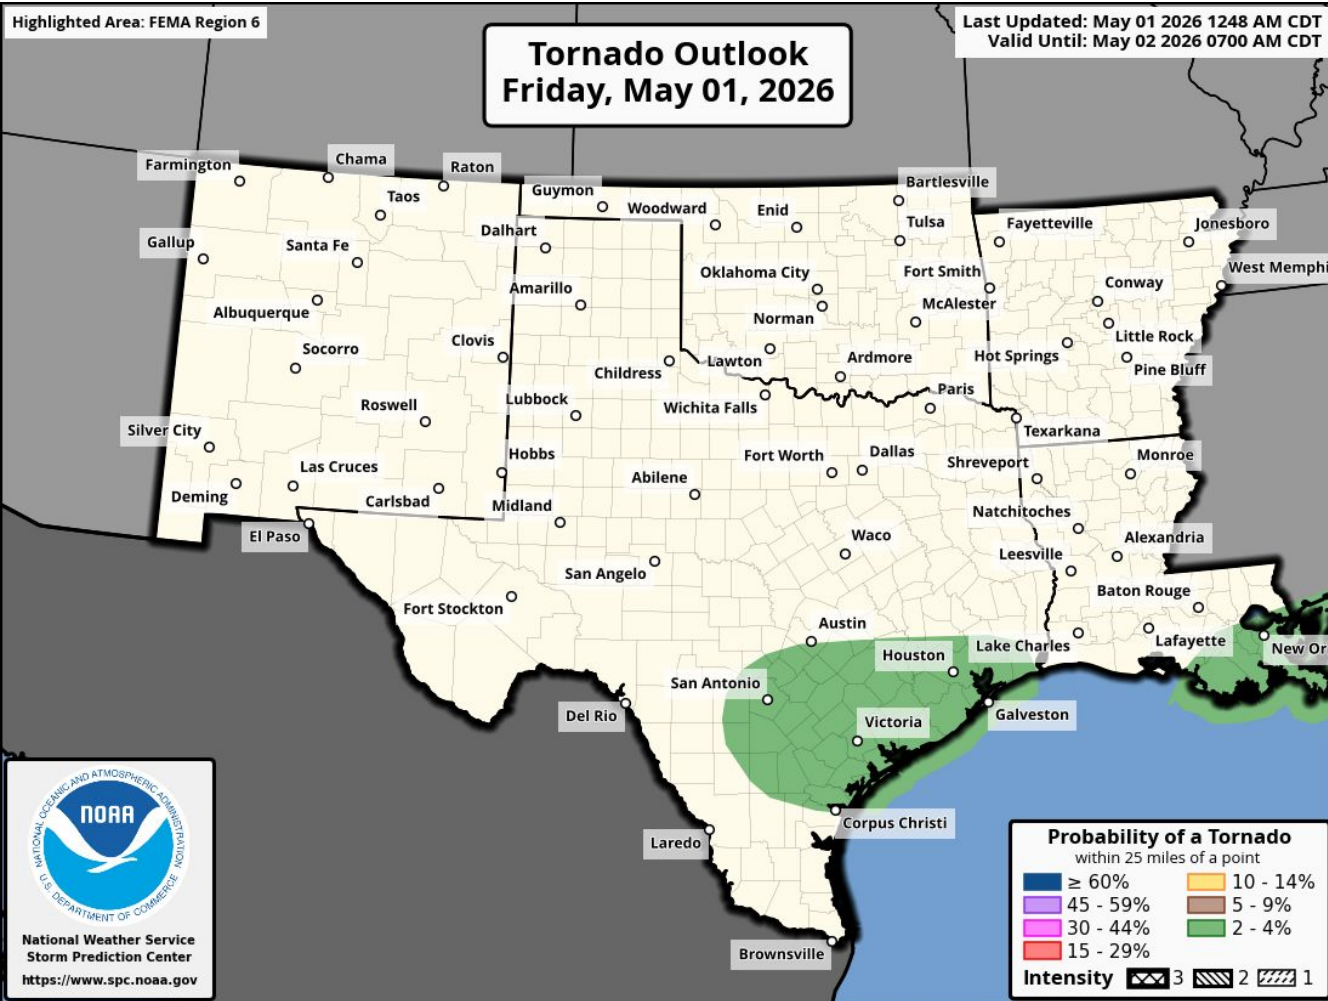 Highlighted Area: FEMA Region 6
Last Updated: May 01 2026 1248 AM CDT
Valid Until: May 02 2026 0700 AM CDT
Tornado Outlook
Friday, May 01, 2026
Farmington
Chama
Raton
Taos
Guymon
Woodward
Enid
Bartlesville
Tulsa
Fayetteville
Jonesboro
Gallup
Santa Fe
Dalhart
Oklahoma City
Fort Smith
West Memphi
Albuquerque
Amarillo
Norman
McAlester
Conway
Socorro
Clovis
Childress
Lawton
Ardmore
Hot Springs
Little Rock
Pine Bluff
Roswell
Lubbock
Wichita Falls
Paris
Silver City
Texarkana
Las Cruces
Hobbs
Abilene
Fort Worth
Dallas
Shreveport
Monroe
Deming
Carlsbad
Midland
Natchitoches
El Paso
San Angelo
Waco
Leesville
Alexandria
Fort Stockton
Baton Rouge
Austin
Houston
Lake Charles
Lafayette
New Or
San Antonio
Del Rio
Victoria
Galveston
Laredo
Corpus Christi
Brownsville
NATIONAL OCEANIC AND ATMOSPHERIC ADMINISTRATION
NOAA
U.S. DEPARTMENT OF COMMERCE
National Weather Service
Storm Prediction Center
https://www.spc.noaa.gov
Probability of a Tornado
within 25 miles of a point
≥ 60% 10 - 14%
45 - 59% 5 - 9%
30 - 44% 2 - 4%
15 - 29%
Intensity 3 2 1